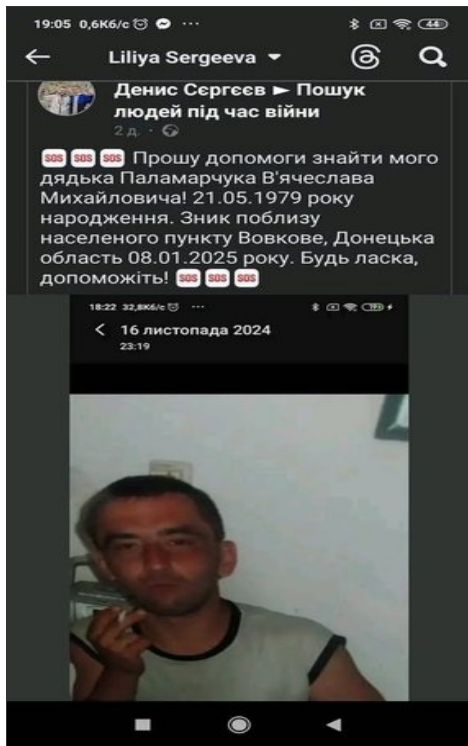 19:05 0,6Кб/с ··· 44
Liliya Sergeeva
Денис Сєргєєв ► Пошук
людей під час війни
2 д. ·
SOS SOS SOS Прошу допомоги знайти мого
дядька Паламарчука В'ячеслава
Михайловича! 21.05.1979 року
народження. Зник поблизу
населеного пункту Вовкове, Донецька
область 08.01.2025 року. Будь ласка,
допоможіть! SOS SOS SOS
18:22 32,8Кб/с ···
16 листопада 2024
23:19